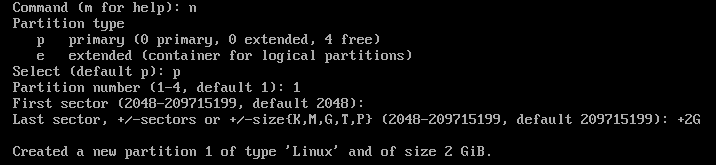 Command (m for help): n
Partition type
   p   primary (0 primary, 0 extended, 4 free)
   e   extended (container for logical partitions)
Select (default p): p
Partition number (1-4, default 1): 1
First sector (2048-209715199, default 2048):
Last sector, +/-sectors or +/-size{K,M,G,T,P} (2048-209715199, default 209715199): +2G
Created a new partition 1 of type 'Linux' and of size 2 GiB.